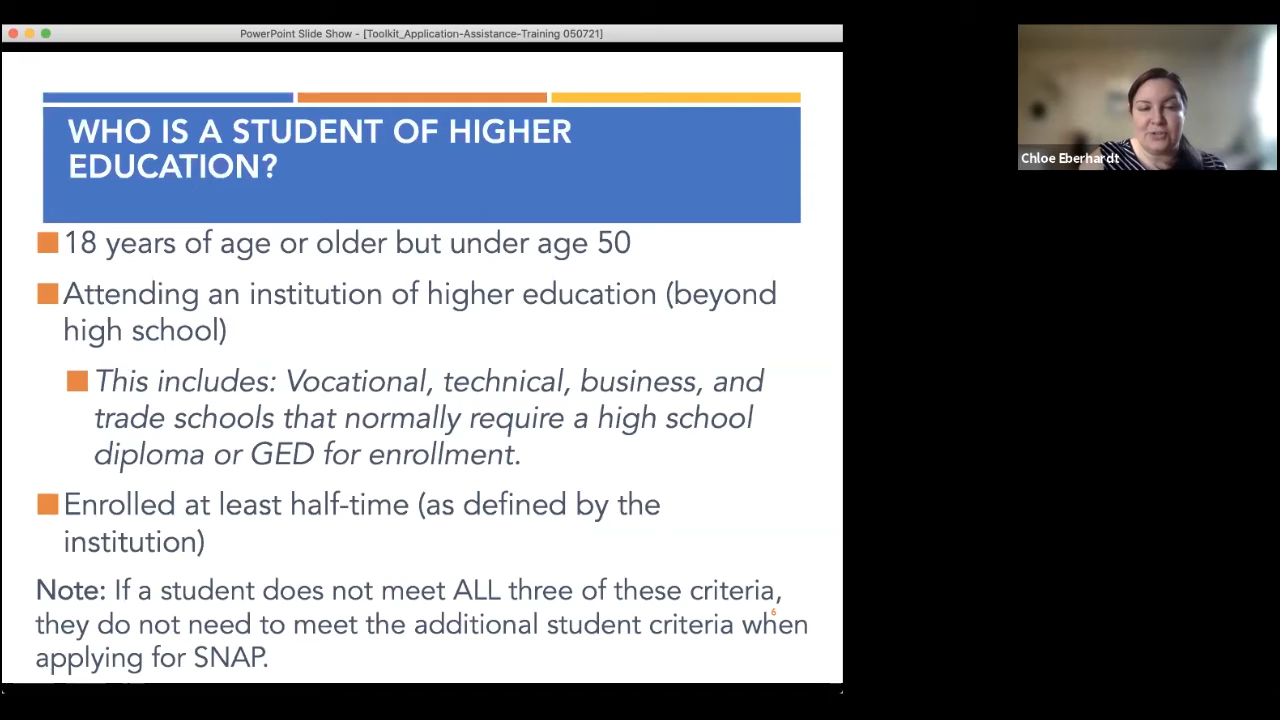 PowerPoint Slide Show - [Toolkit_Application-Assistance-Training 050721]
WHO IS A STUDENT OF HIGHER
EDUCATION?
18 years of age or older but under age 50
Attending an institution of higher education (beyond
high school)
This includes: Vocational, technical, business, and
trade schools that normally require a high school
diploma or GED for enrollment.
Enrolled at least half-time (as defined by the
institution)
Note: If a student does not meet ALL three of these criteria,
6
they do not need to meet the additional student criteria when
applying for SNAP.
Chloe Eberhardt